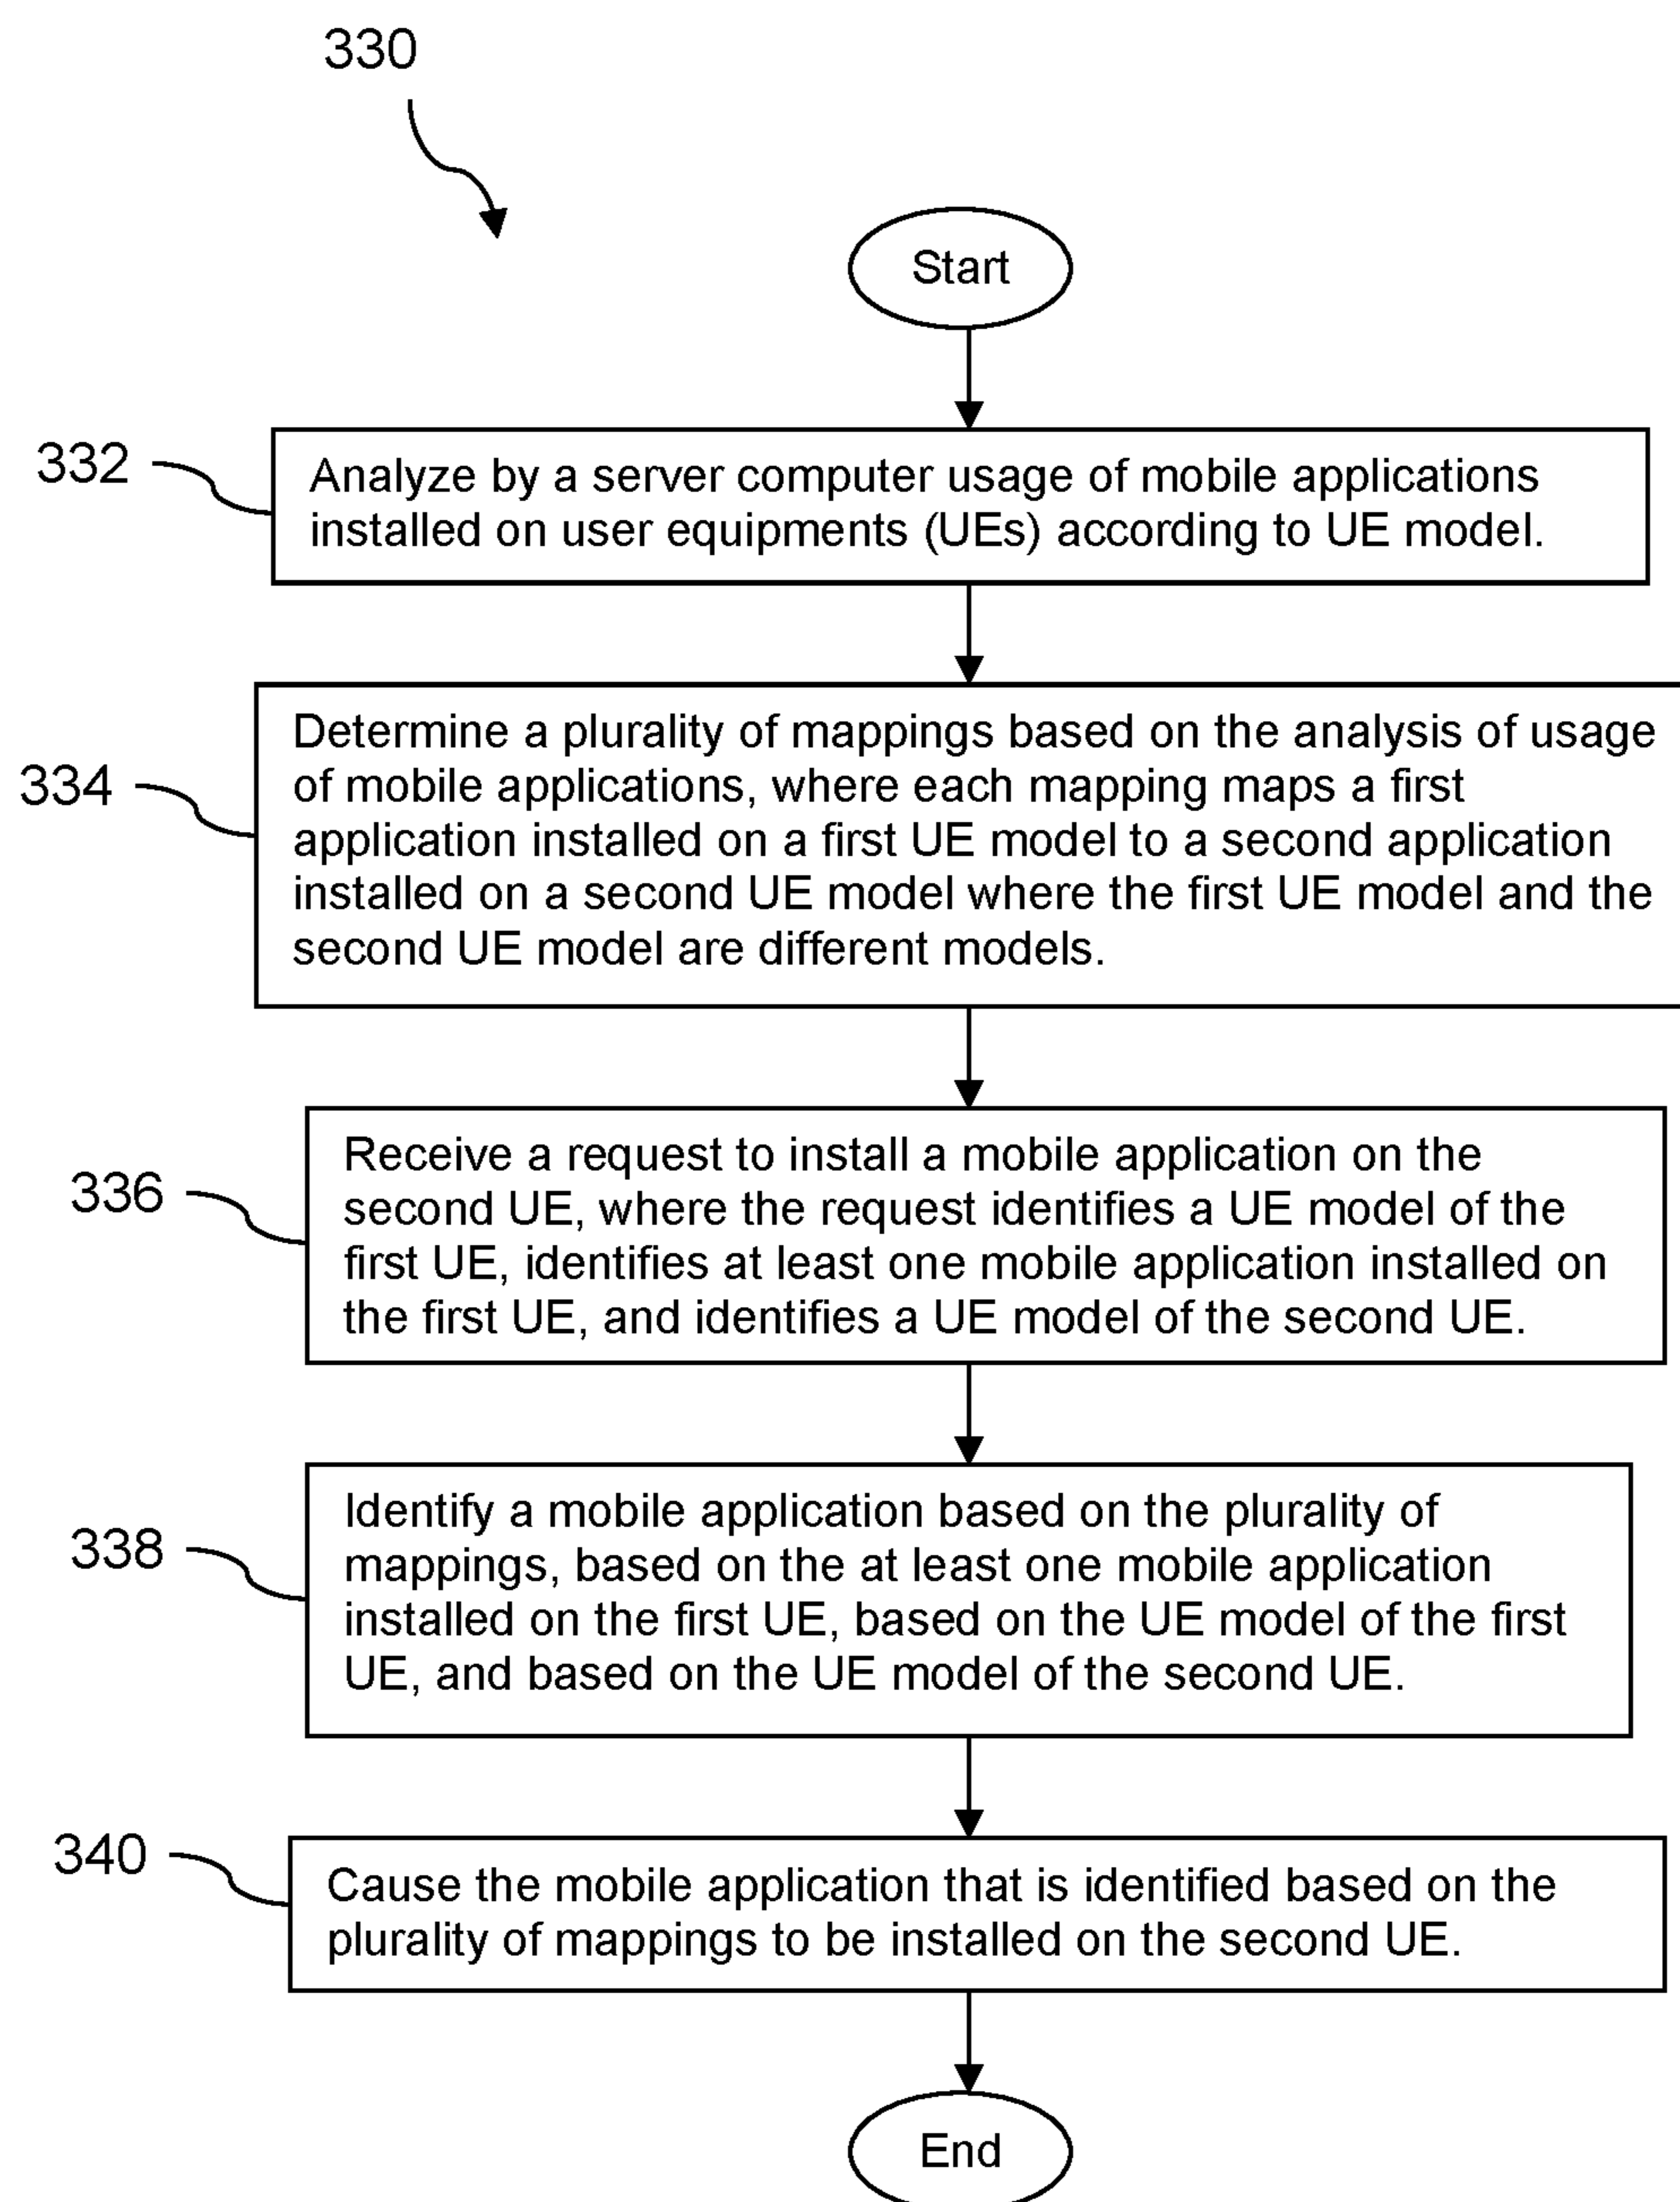 330
Start
332
Analyze by a server computer usage of mobile applications
installed on user equipments (UEs) according to UE model.
334
Determine a plurality of mappings based on the analysis of usage
of mobile applications, where each mapping maps a first
application installed on a first UE model to a second application
installed on a second UE model where the first UE model and the
second UE model are different models.
336
Receive a request to install a mobile application on the
second UE, where the request identifies a UE model of the
first UE, identifies at least one mobile application installed on
the first UE, and identifies a UE model of the second UE.
338
Identify a mobile application based on the plurality of
mappings, based on the at least one mobile application
installed on the first UE, based on the UE model of the first
UE, and based on the UE model of the second UE.
340
Cause the mobile application that is identified based on the
plurality of mappings to be installed on the second UE.
End